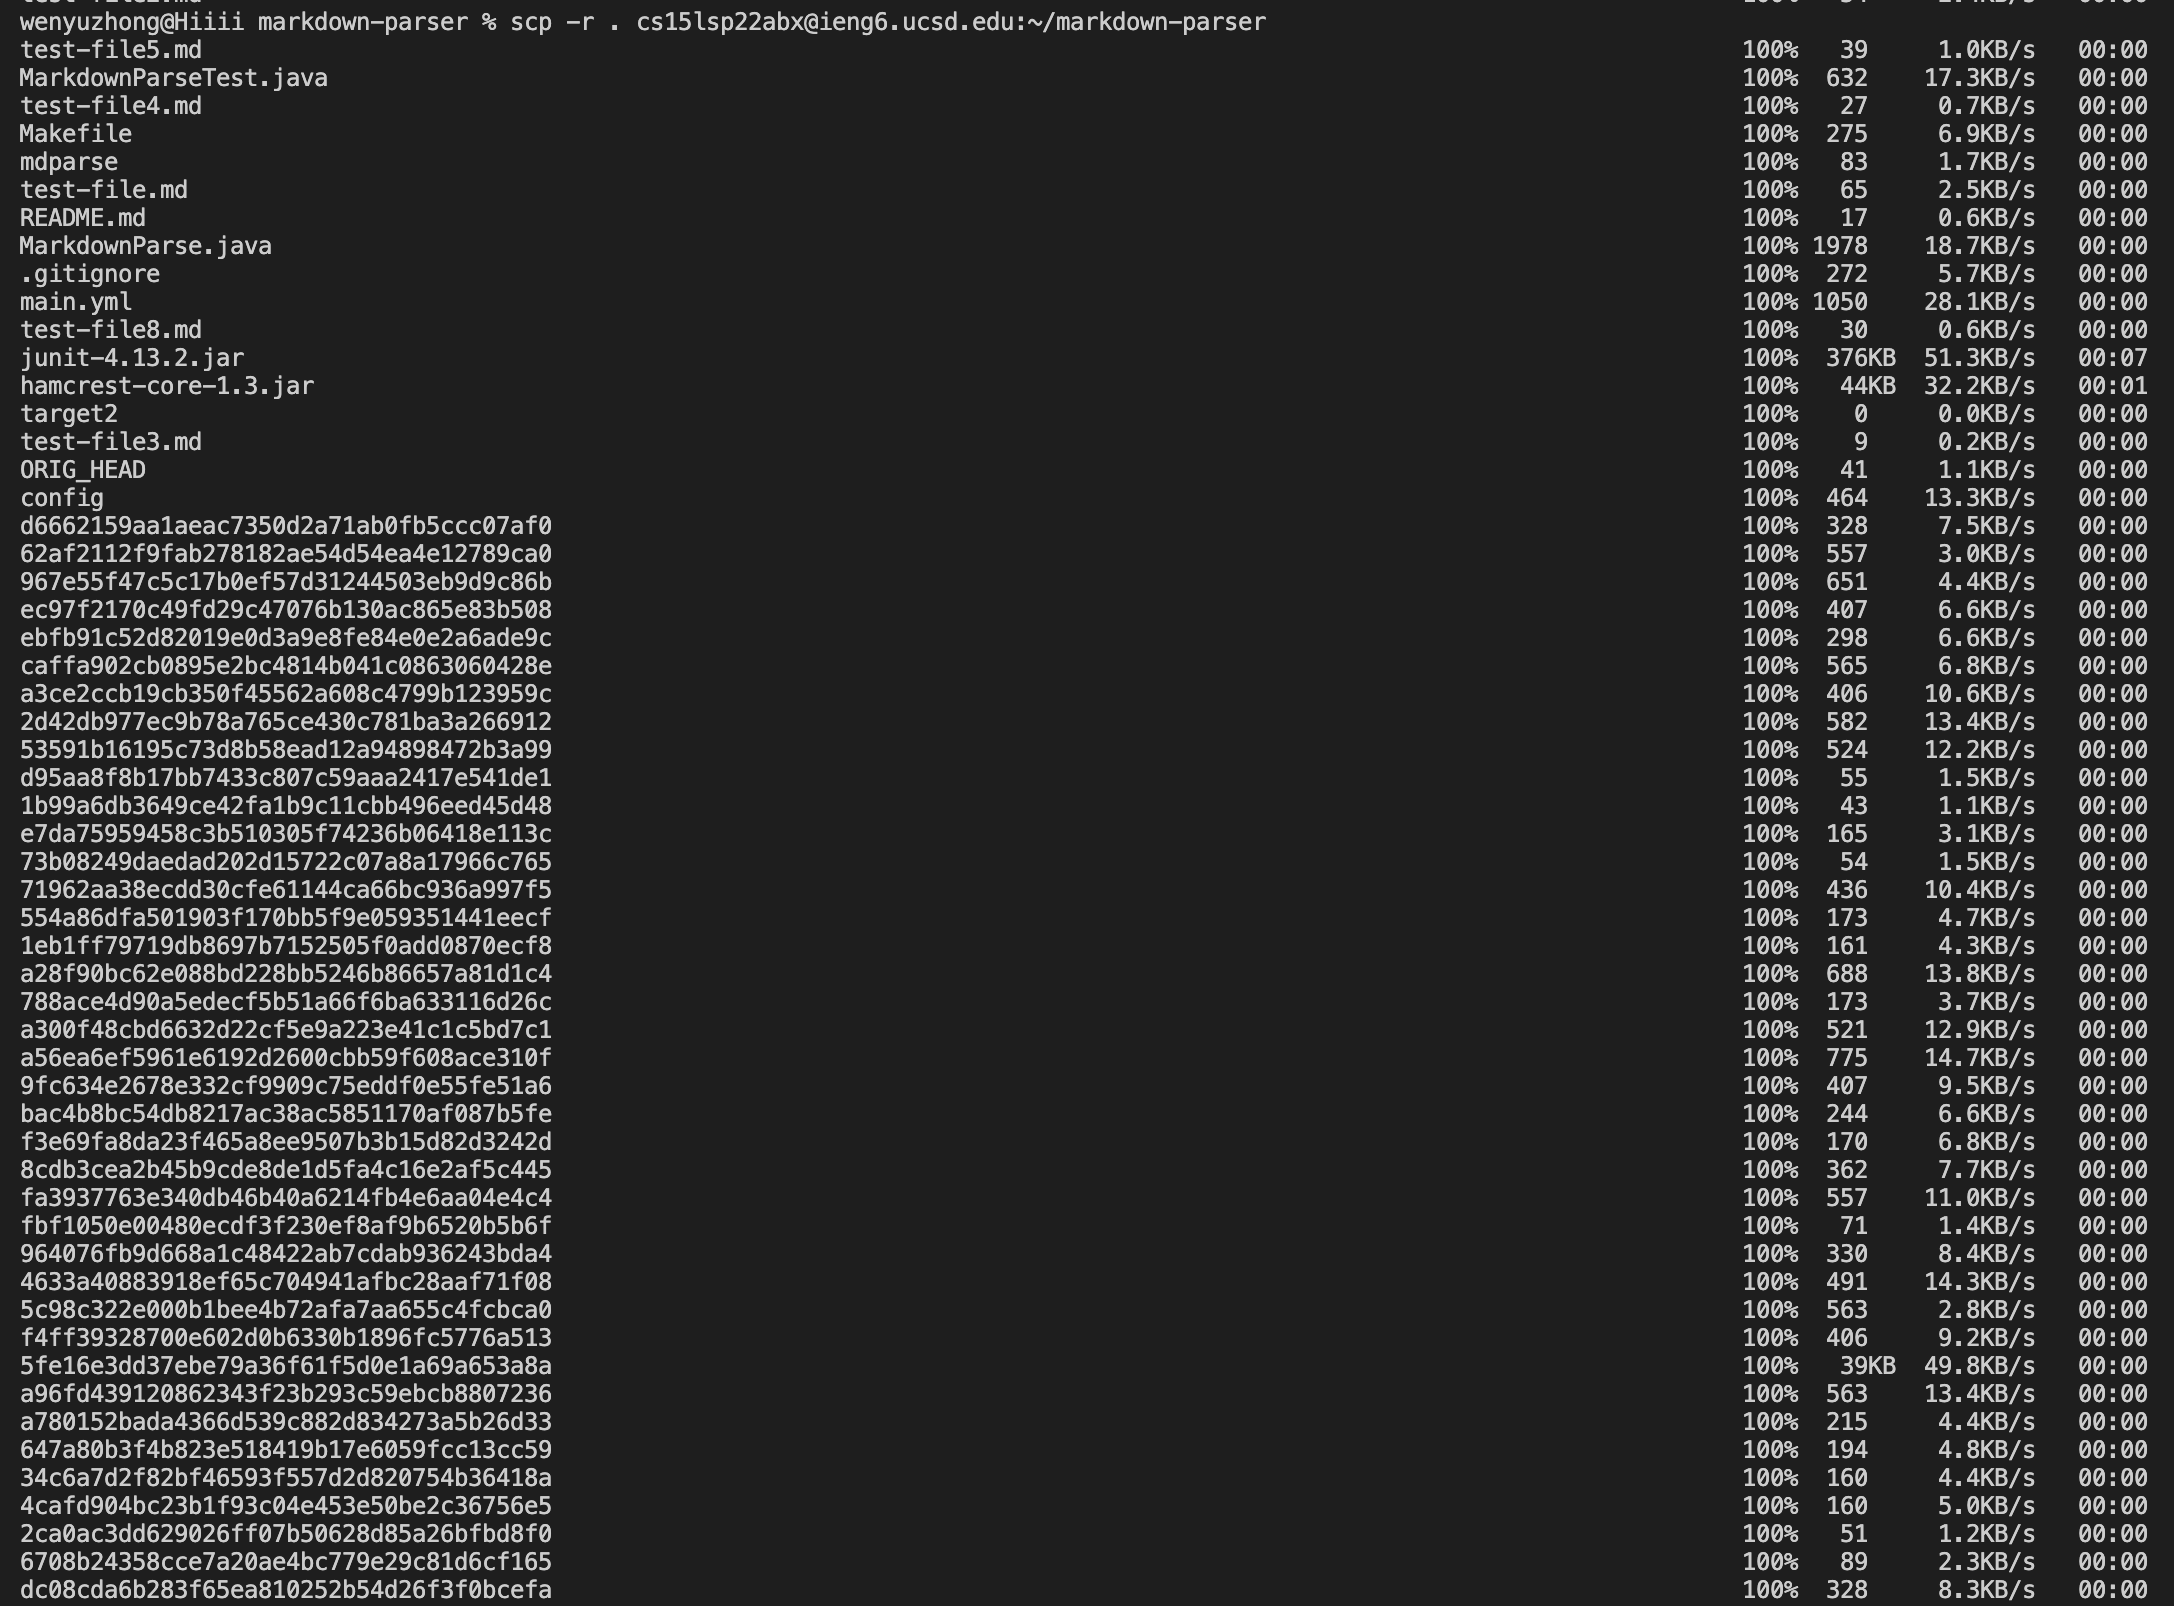 wenyuzhong@Hiiii markdown-parser % scp -r . cs15lsp22abx@ieng6.ucsd.edu:~/markdown-parser
test-file5.md 100% 39 1.0KB/s 00:00
MarkdownParseTest.java 100% 632 17.3KB/s 00:00
test-file4.md 100% 27 0.7KB/s 00:00
Makefile 100% 275 6.9KB/s 00:00
mdparse 100% 83 1.7KB/s 00:00
test-file.md 100% 65 2.5KB/s 00:00
README.md 100% 17 0.6KB/s 00:00
MarkdownParse.java 100% 1978 18.7KB/s 00:00
.gitignore 100% 272 5.7KB/s 00:00
main.yml 100% 1050 28.1KB/s 00:00
test-file8.md 100% 30 0.6KB/s 00:00
junit-4.13.2.jar 100% 376KB 51.3KB/s 00:07
hamcrest-core-1.3.jar 100% 44KB 32.2KB/s 00:01
target2 100% 0 0.0KB/s 00:00
test-file3.md 100% 9 0.2KB/s 00:00
ORIG_HEAD 100% 41 1.1KB/s 00:00
config 100% 464 13.3KB/s 00:00
d6662159aa1aeac7350d2a71ab0fb5ccc07af0 100% 328 7.5KB/s 00:00
62af2112f9fab278182ae54d54ea4e12789ca0 100% 557 3.0KB/s 00:00
967e55f47c5c17b0ef57d31244503eb9d9c86b 100% 651 4.4KB/s 00:00
ec97f2170c49fd29c47076b130ac865e83b508 100% 407 6.6KB/s 00:00
ebfb91c52d82019e0d3a9e8fe84e0e2a6ade9c 100% 298 6.6KB/s 00:00
caffa902cb0895e2bc4814b041c0863060428e 100% 565 6.8KB/s 00:00
a3ce2ccb19cb350f45562a608c4799b123959c 100% 406 10.6KB/s 00:00
2d42db977ec9b78a765ce430c781ba3a266912 100% 582 13.4KB/s 00:00
53591b16195c73d8b58ead12a94898472b3a99 100% 524 12.2KB/s 00:00
d95aa8f8b17bb7433c807c59aaa2417e541de1 100% 55 1.5KB/s 00:00
1b99a6db3649ce42fa1b9c11cbb496eed45d48 100% 43 1.1KB/s 00:00
e7da75959458c3b510305f74236b06418e113c 100% 165 3.1KB/s 00:00
73b08249daedad202d15722c07a8a17966c765 100% 54 1.5KB/s 00:00
71962aa38ecdd30cfe61144ca66bc936a997f5 100% 436 10.4KB/s 00:00
554a86dfa501903f170bb5f9e059351441eecf 100% 173 4.7KB/s 00:00
1eb1ff79719db8697b7152505f0add0870ecf8 100% 161 4.3KB/s 00:00
a28f90bc62e088bd228bb5246b86657a81d1c4 100% 688 13.8KB/s 00:00
788ace4d90a5edecf5b51a66f6ba633116d26c 100% 173 3.7KB/s 00:00
a300f48cbd6632d22cf5e9a223e41c1c5bd7c1 100% 521 12.9KB/s 00:00
a56ea6ef5961e6192d2600cbb59f608ace310f 100% 775 14.7KB/s 00:00
9fc634e2678e332cf9909c75eddf0e55fe51a6 100% 407 9.5KB/s 00:00
bac4b8bc54db8217ac38ac5851170af087b5fe 100% 244 6.6KB/s 00:00
f3e69fa8da23f465a8ee9507b3b15d82d3242d 100% 170 6.8KB/s 00:00
8cdb3cea2b45b9cde8de1d5fa4c16e2af5c445 100% 362 7.7KB/s 00:00
fa3937763e340db46b40a6214fb4e6aa04e4c4 100% 557 11.0KB/s 00:00
fbf1050e00480ecdf3f230ef8af9b6520b5b6f 100% 71 1.4KB/s 00:00
964076fb9d668a1c48422ab7cdab936243bda4 100% 330 8.4KB/s 00:00
4633a40883918ef65c704941afbc28aaf71f08 100% 491 14.3KB/s 00:00
5c98c322e000b1bee4b72afa7aa655c4fcbca0 100% 563 2.8KB/s 00:00
f4ff39328700e602d0b6330b1896fc5776a513 100% 406 9.2KB/s 00:00
5fe16e3dd37ebe79a36f61f5d0e1a69a653a8a 100% 39KB 49.8KB/s 00:00
a96fd439120862343f23b293c59ebcb8807236 100% 563 13.4KB/s 00:00
a780152bada4366d539c882d834273a5b26d33 100% 215 4.4KB/s 00:00
647a80b3f4b823e518419b17e6059fcc13cc59 100% 194 4.8KB/s 00:00
34c6a7d2f82bf46593f557d2d820754b36418a 100% 160 4.4KB/s 00:00
4cafd904bc23b1f93c04e453e50be2c36756e5 100% 160 5.0KB/s 00:00
2ca0ac3dd629026ff07b50628d85a26bfbd8f0 100% 51 1.2KB/s 00:00
6708b24358cce7a20ae4bc779e29c81d6cf165 100% 89 2.3KB/s 00:00
dc08cda6b283f65ea810252b54d26f3f0bcefa 100% 328 8.3KB/s 00:00